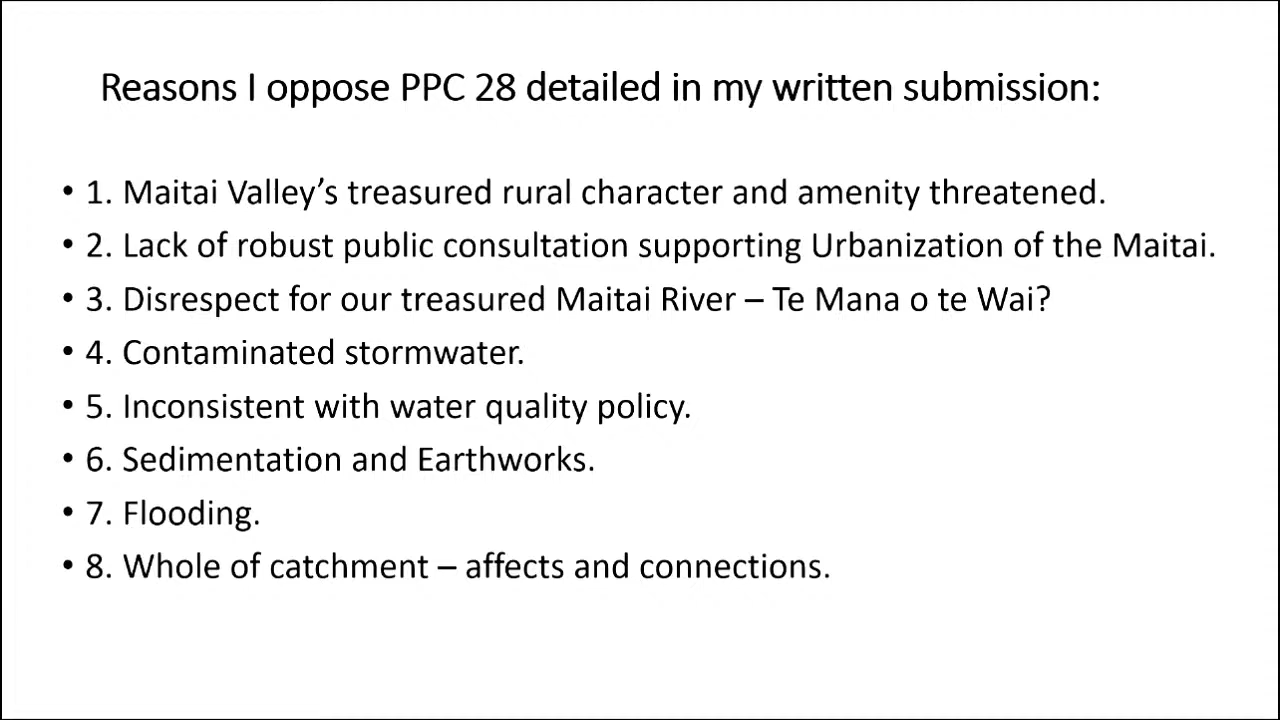 Reasons I oppose PPC 28 detailed in my written submission:
• 1. Maitai Valley’s treasured rural character and amenity threatened.
• 2. Lack of robust public consultation supporting Urbanization of the Maitai.
• 3. Disrespect for our treasured Maitai River – Te Mana o te Wai?
• 4. Contaminated stormwater.
• 5. Inconsistent with water quality policy.
• 6. Sedimentation and Earthworks.
• 7. Flooding.
• 8. Whole of catchment – affects and connections.